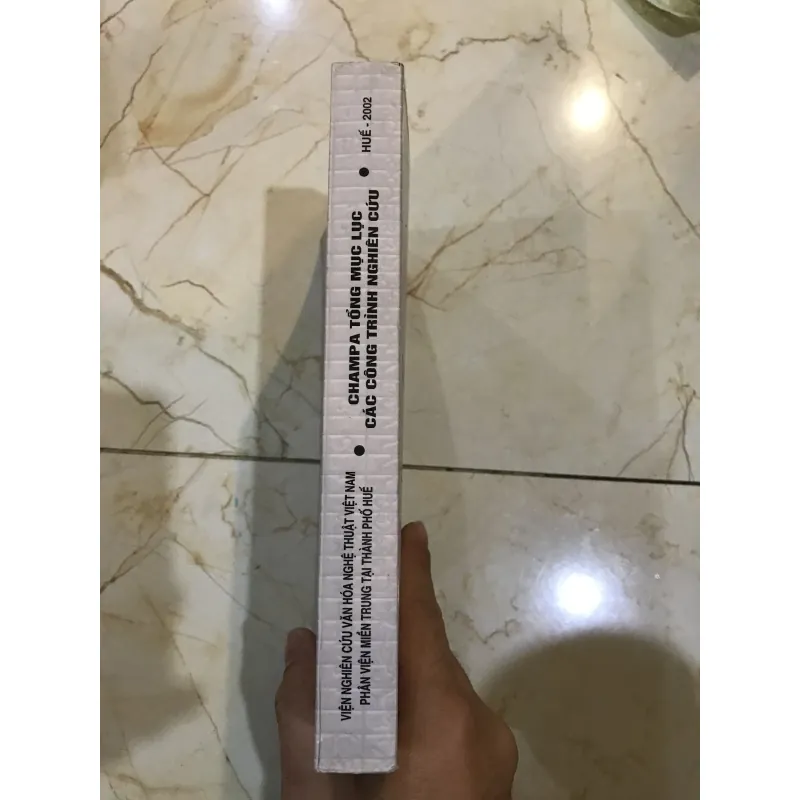 VIỆN NGHIÊN CỨU VĂN HÓA NGHỆ THUẬT VIỆT NAM
PHÂN VIỆN MIỀN TRUNG TẠI THÀNH PHỐ HUẾ
CHAMPA TỔNG MỤC LỤC
CÁC CÔNG TRÌNH NGHIÊN CỨU
HUẾ - 2002